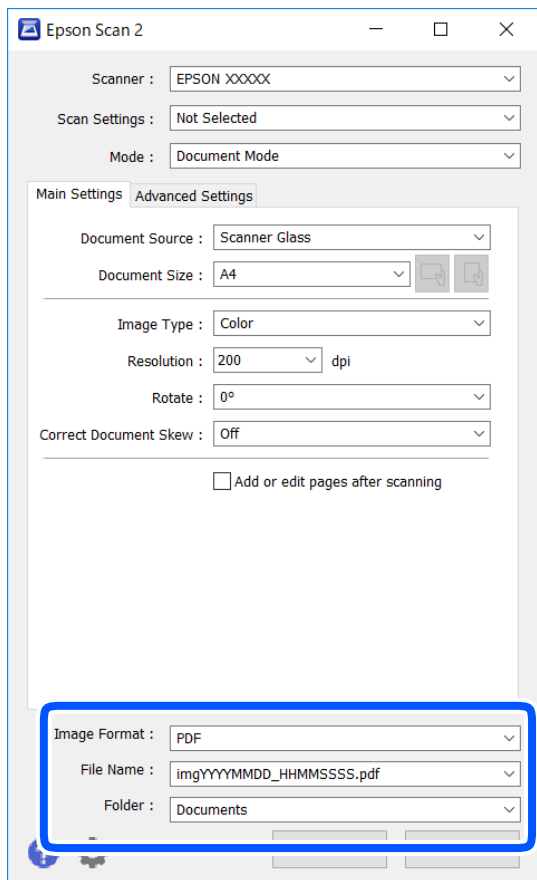 Epson Scan 2
Scanner : EPSON XXXXX
Scan Settings : Not Selected
Mode : Document Mode
Main Settings Advanced Settings
Document Source : Scanner Glass
Document Size : A4
Image Type : Color
Resolution : 200 dpi
Rotate : 0°
Correct Document Skew : Off
Add or edit pages after scanning
Image Format : PDF
File Name : imgYYYYMMDD_HHMMSSSS.pdf
Folder : Documents